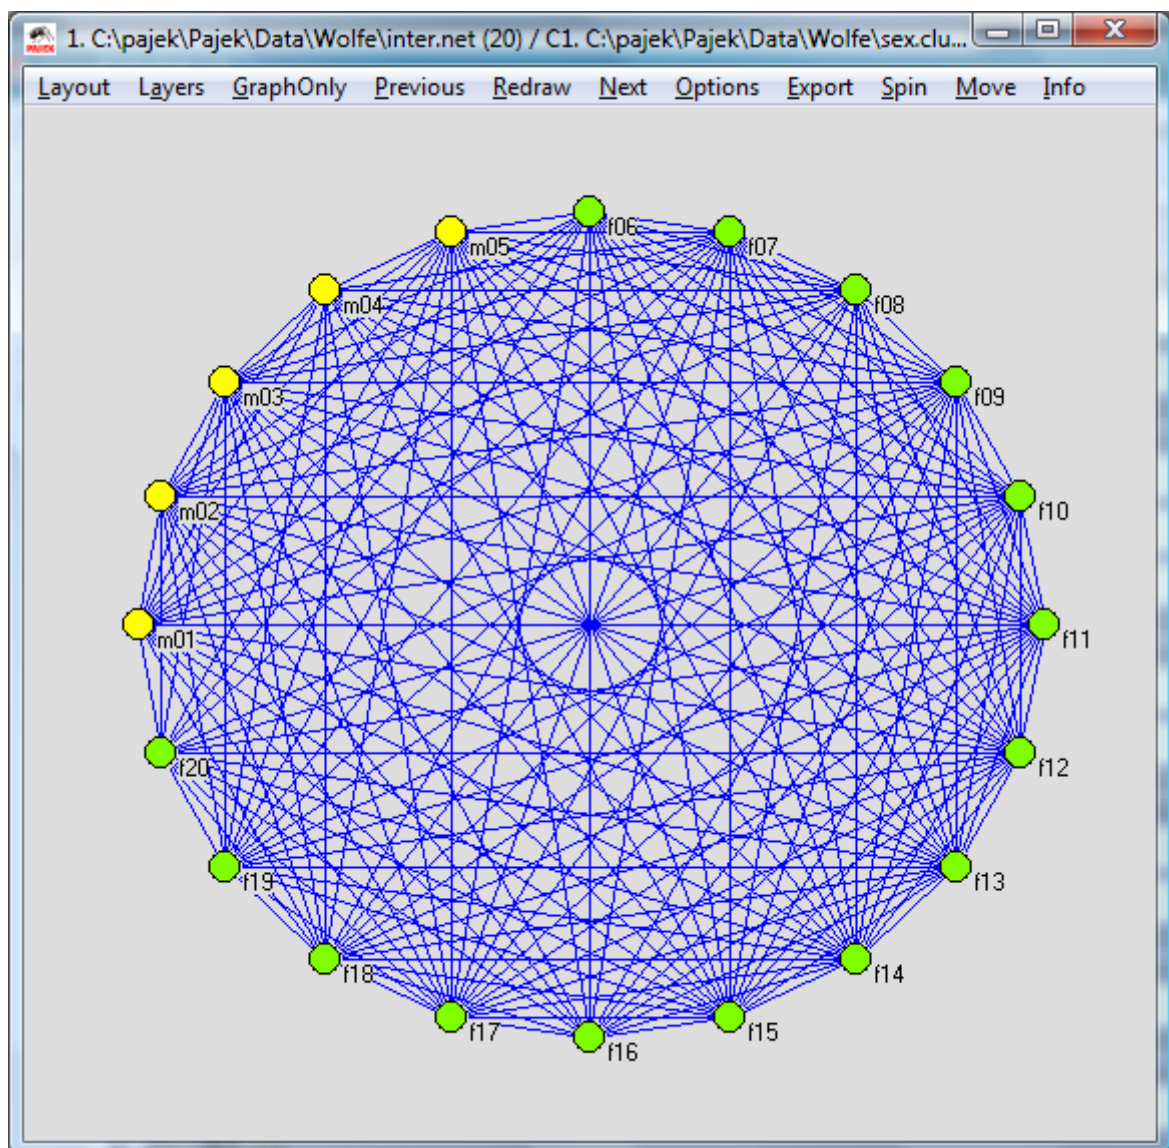 1. C:\pajek\Pajek\Data\Wolfe\inter.net (20) / C1. C:\pajek\Pajek\Data\Wolfe\sex.clu...
PAJEK
Layout Layers GraphOnly Previous Redraw Next Options Export Spin Move Info
f06
m05
f07
m04
f08
m03
f09
m02
f10
m01
f11
f20
f12
f19
f13
f18
f14
f17
f15
f16